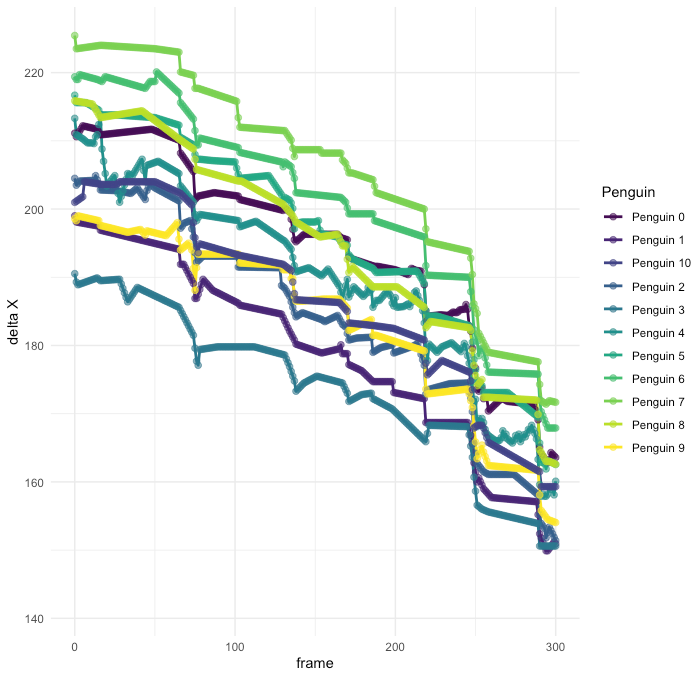 220
200
180
160
140
delta X
0
100
200
300
frame
Penguin
Penguin 0
Penguin 1
Penguin 10
Penguin 2
Penguin 3
Penguin 4
Penguin 5
Penguin 6
Penguin 7
Penguin 8
Penguin 9